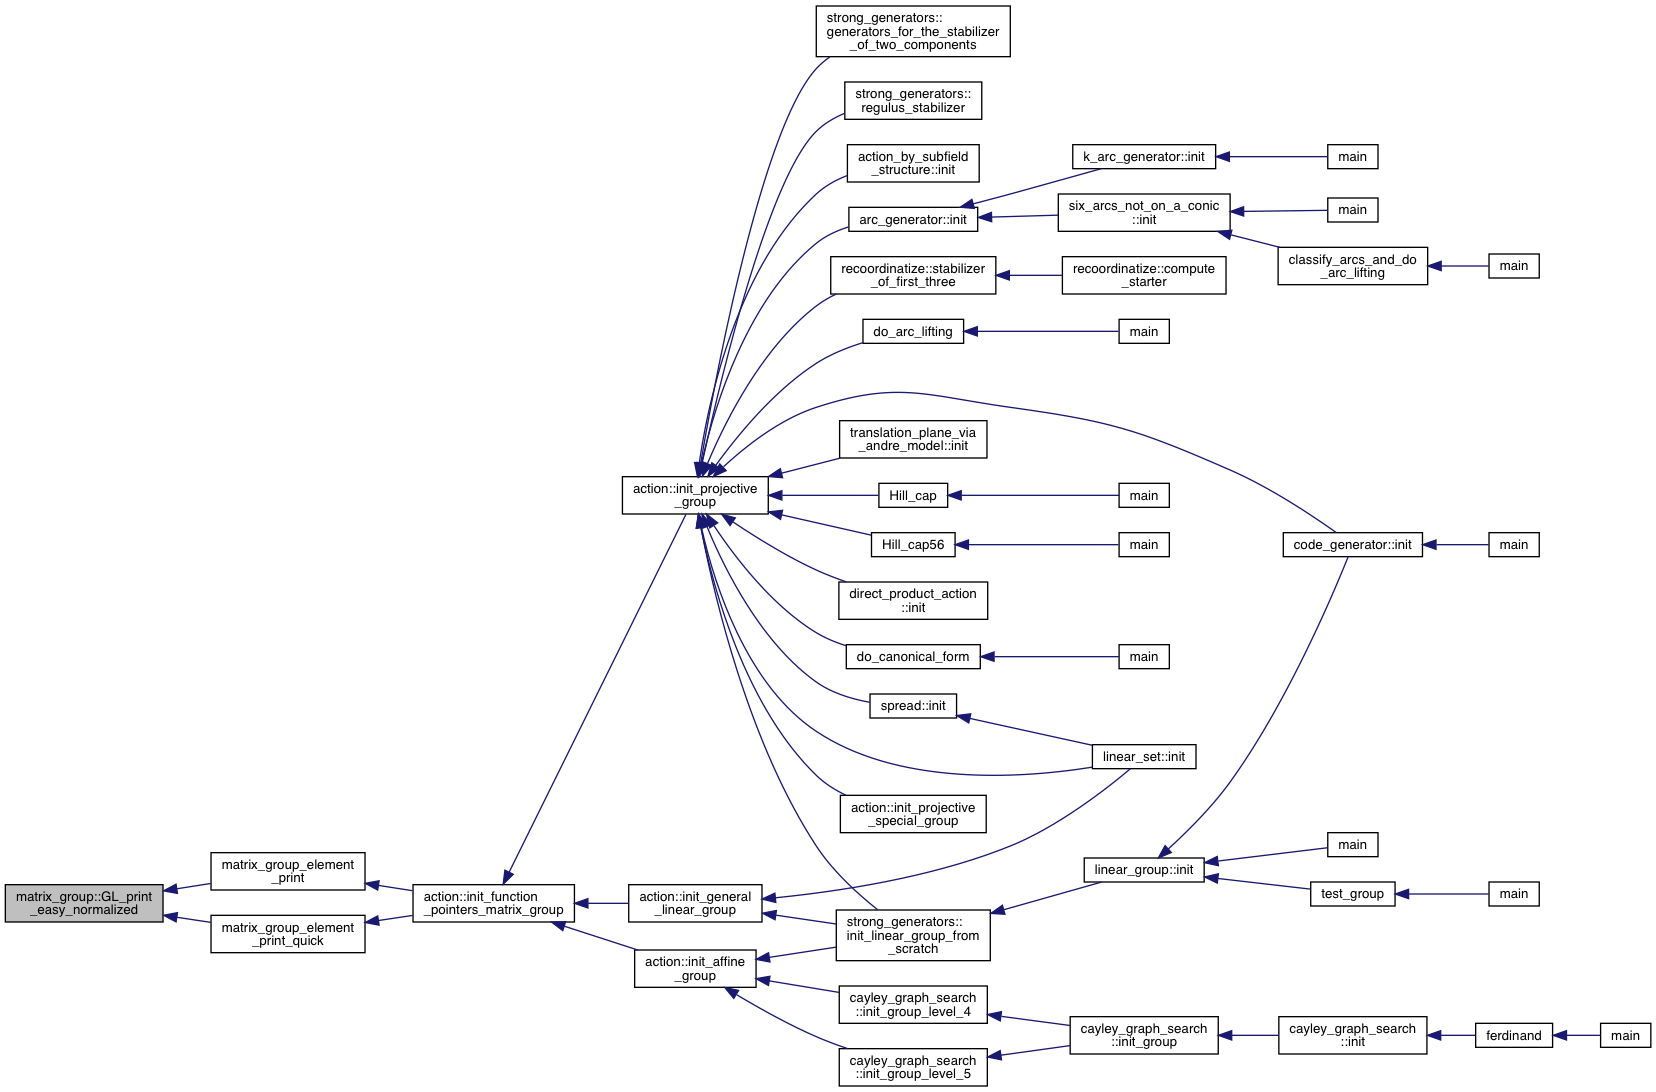 strong_generators::
generators_for_the_stabilizer
_of_two_components
strong_generators::
regulus_stabilizer
action_by_subfield
_structure::init
k_arc_generator::init
main
arc_generator::init
six_arcs_not_on_a_conic
::init
main
classify_arcs_and_do
_arc_lifting
main
recoordinatize::stabilizer
_of_first_three
recoordinatize::compute
_starter
do_arc_lifting
main
translation_plane_via
_andre_model::init
action::init_projective
_group
Hill_cap
main
Hill_cap56
main
code_generator::init
main
direct_product_action
::init
do_canonical_form
main
spread::init
linear_set::init
action::init_projective
_special_group
matrix_group::GL_print
_easy_normalized
matrix_group_element
_print
matrix_group_element
_print_quick
action::init_function
_pointers_matrix_group
action::init_general
_linear_group
action::init_affine
_group
strong_generators::
init_linear_group_from
_scratch
linear_group::init
main
test_group
main
cayley_graph_search
::init_group_level_4
cayley_graph_search
::init_group_level_5
cayley_graph_search
::init_group
cayley_graph_search
::init
ferdinand
main